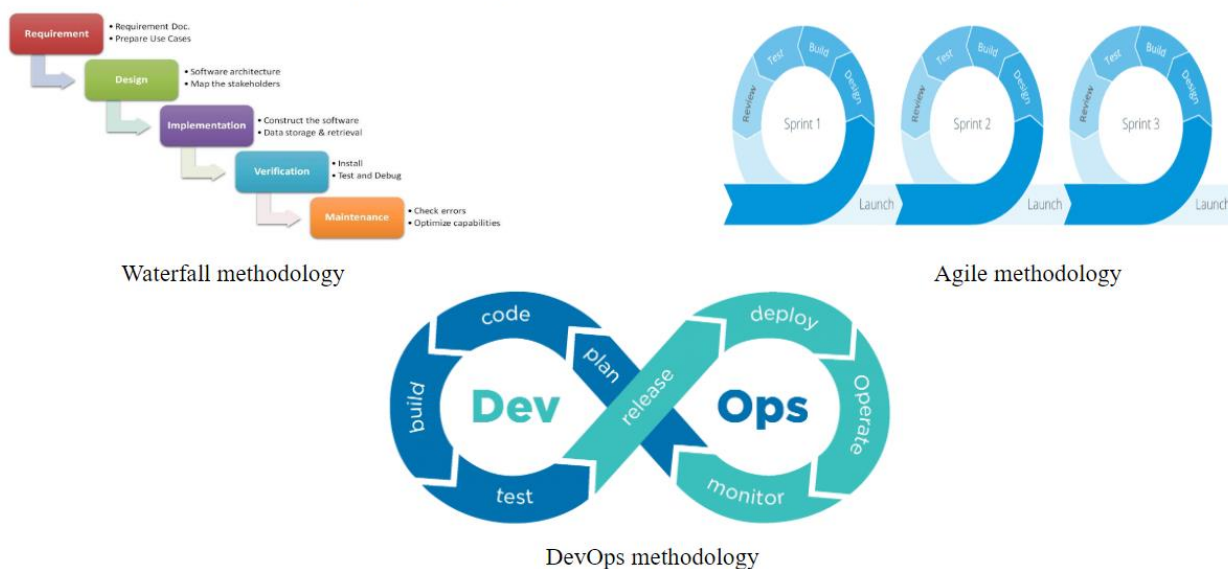 Requirement
• Requirement Doc.
• Prepare Use Cases
Design
• Software architecture
• Map the stakeholders
Implementation
• Construct the software
• Data storage & retrieval
Verification
• Install
• Test and Debug
Maintenance
• Check errors
• Optimize capabilities
Waterfall methodology
Design
Build
Test
Review
Sprint 1
Launch
Design
Build
Test
Review
Sprint 2
Launch
Design
Build
Test
Review
Sprint 3
Launch
Agile methodology
plan
code
build
test
release
deploy
Operate
monitor
Dev
Ops
DevOps methodology